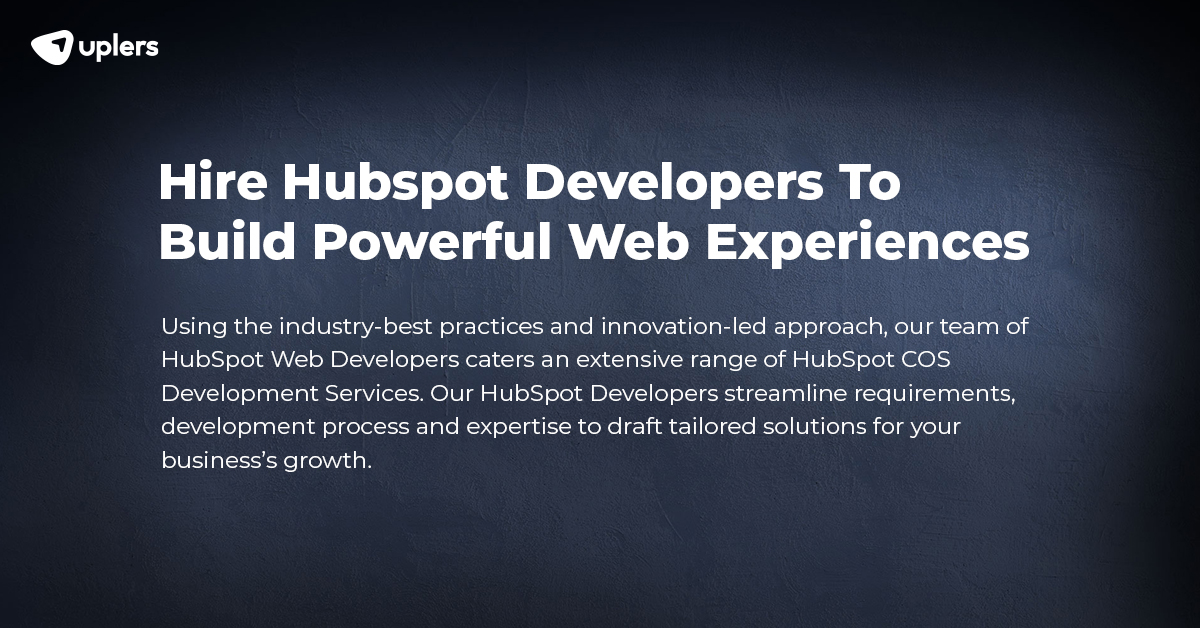 uplers
Hire Hubspot Developers To
Build Powerful Web Experiences
Using the industry-best practices and innovation-led approach, our team of
HubSpot Web Developers caters an extensive range of HubSpot COS
Development Services. Our HubSpot Developers streamline requirements,
development process and expertise to draft tailored solutions for your
business’s growth.